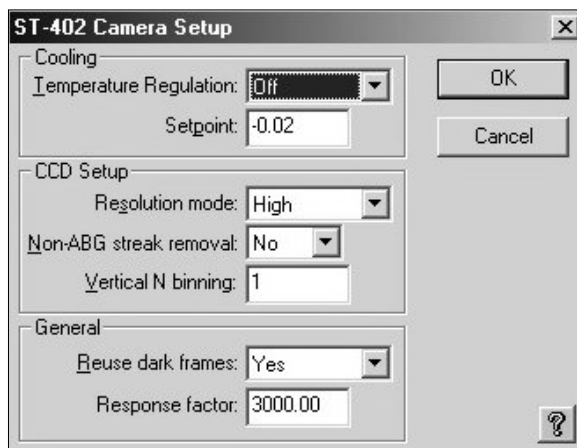 ST-402 Camera Setup
Cooling
Temperature Regulation: Off
Setpoint: -0.02
OK
Cancel
CCD Setup
Resolution mode: High
Non-ABG streak removal: No
Vertical N binning: 1
General
Reuse dark frames: Yes
Response factor: 3000.00
?